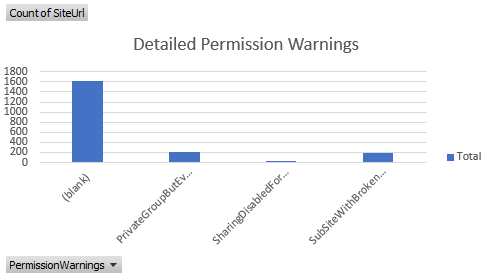 Count of SiteUrl
Detailed Permission Warnings
1800
1600
1400
1200
1000
800
600
400
200
0
(blank)
PrivateGroupButEv...
SharingDisabledFor...
SubSiteWithBroken...
Total
PermissionWarnings